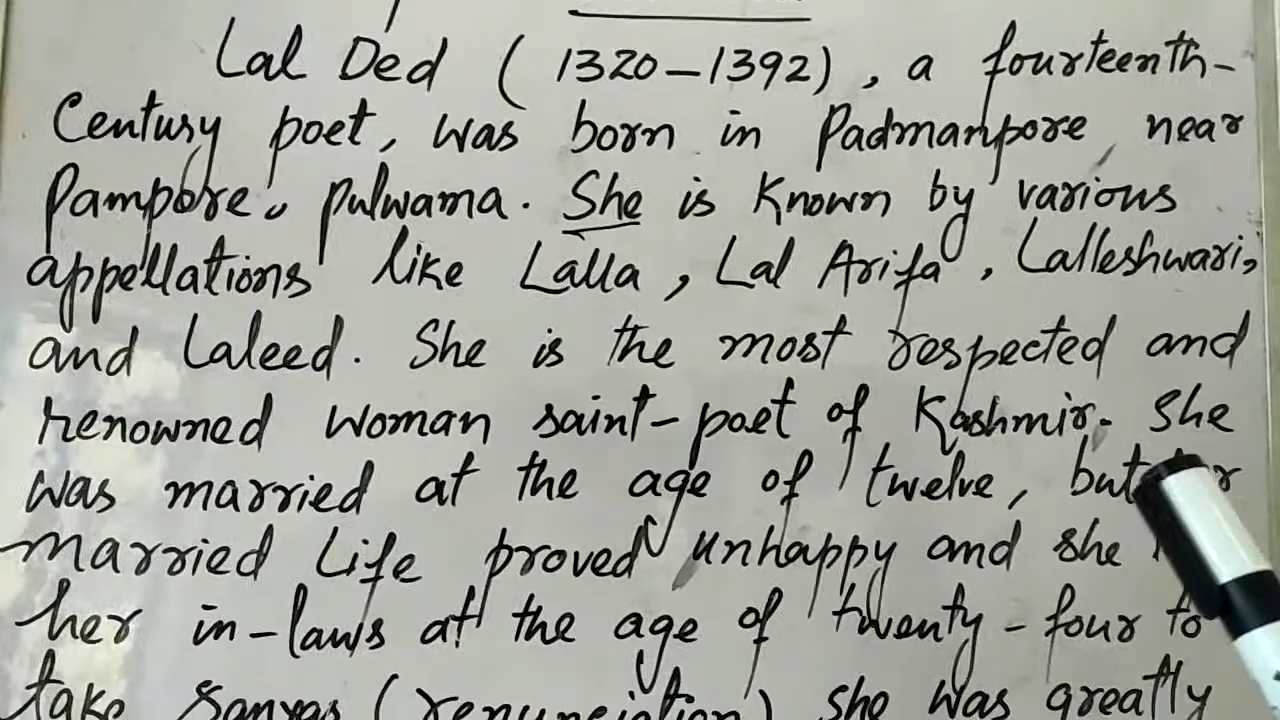 Lal Ded ( 1320-1392) , a fourteenth-
Century poet, was born in Padmanpore near
Pampore, Pulwama. She is known by various
appellations like Lalla , Lal Arifa , Lalleshwari,
and Laleed. She is the most respected and
renowned woman saint-poet of Kashmir. She
was married at the age of twelve, but
married Life proved unhappy and she
her in-laws at the age of twenty-four to
take sanyas (renunciation) she was greatly